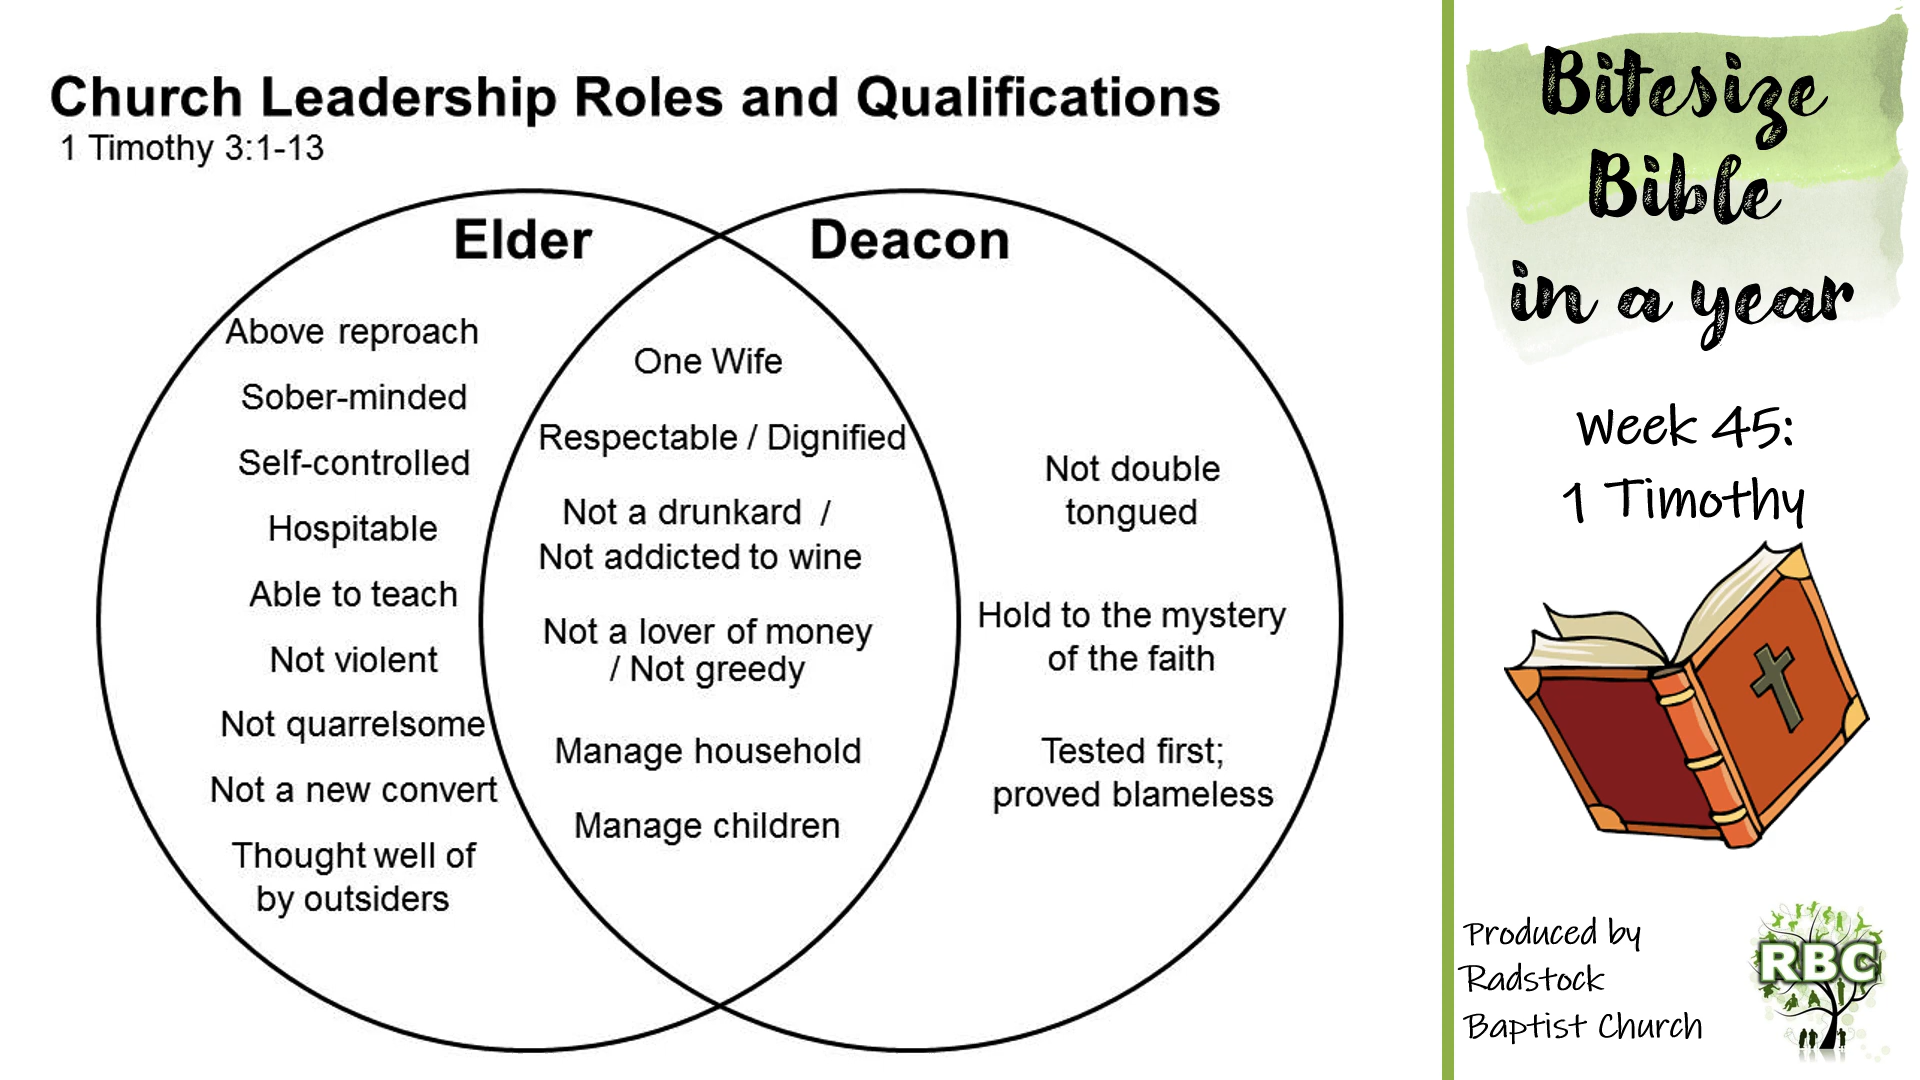 Church Leadership Roles and Qualifications
1 Timothy 3:1-13
Elder
Above reproach
Sober-minded
Self-controlled
Hospitable
Able to teach
Not violent
Not quarrelsome
Not a new convert
Thought well of
by outsiders
One Wife
Respectable / Dignified
Not a drunkard /
Not addicted to wine
Not a lover of money
/ Not greedy
Manage household
Manage children
Deacon
Not double
tongued
Hold to the mystery
of the faith
Tested first;
proved blameless
Bitesize
Bible
in a year
Week 45:
1 Timothy
Produced by
Radstock
Baptist Church
RBC